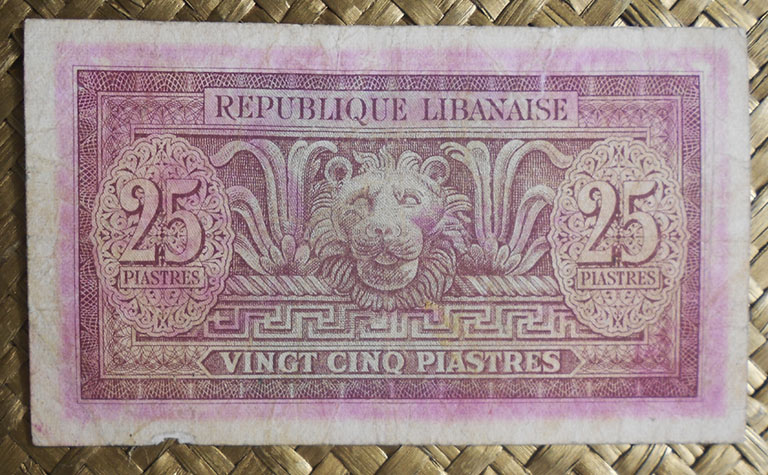 REPUBLIQUE LIBANAISE
25
PIASTRES
25
PIASTRES
VINGT CINQ PIASTRES